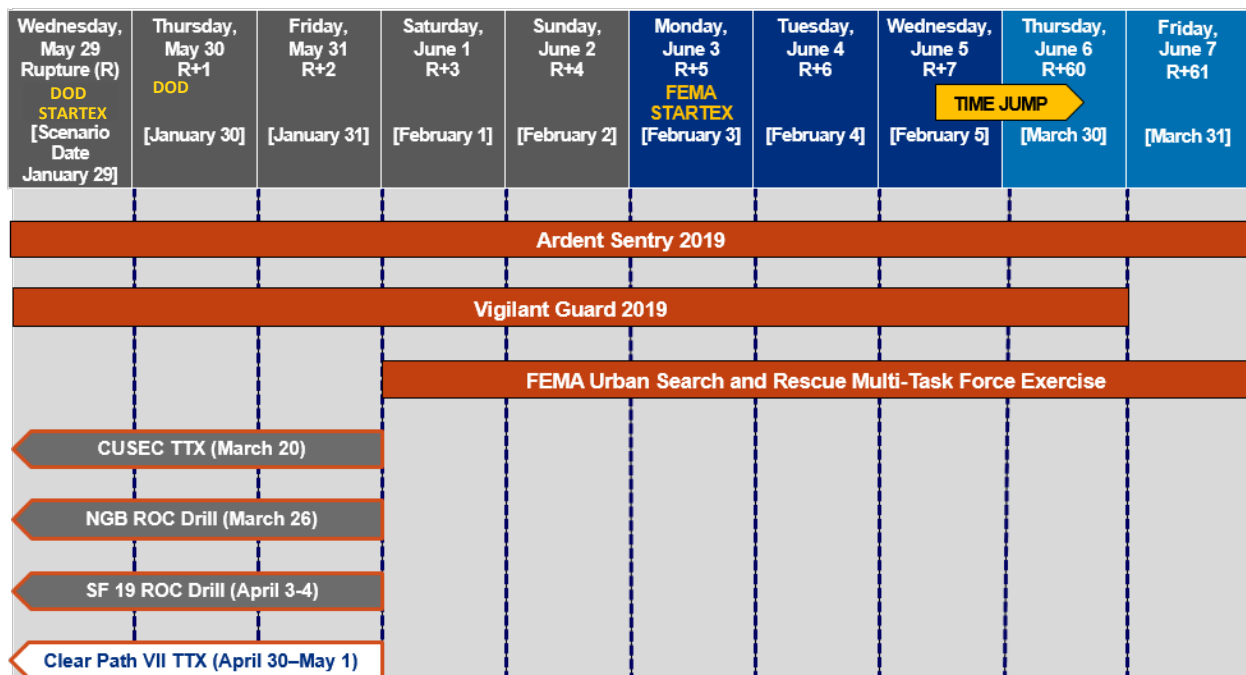 Wednesday,
May 29
Rupture (R)
DOD
STARTEX
[Scenario
Date
January 29]
Thursday,
May 30
R+1
DOD
[January 30]
Friday,
May 31
R+2
[January 31]
Saturday,
June 1
R+3
[February 1]
Sunday,
June 2
R+4
[February 2]
Monday,
June 3
R+5
FEMA
STARTEX
[February 3]
Tuesday,
June 4
R+6
[February 4]
Wednesday,
June 5
R+7
[February 5]
TIME JUMP
Thursday,
June 6
R+60
[March 30]
Friday,
June 7
R+61
[March 31]
Ardent Sentry 2019
Vigilant Guard 2019
FEMA Urban Search and Rescue Multi-Task Force Exercise
CUSEC TTX (March 20)
NGB ROC Drill (March 26)
SF 19 ROC Drill (April 3-4)
Clear Path VII TTX (April 30–May 1)